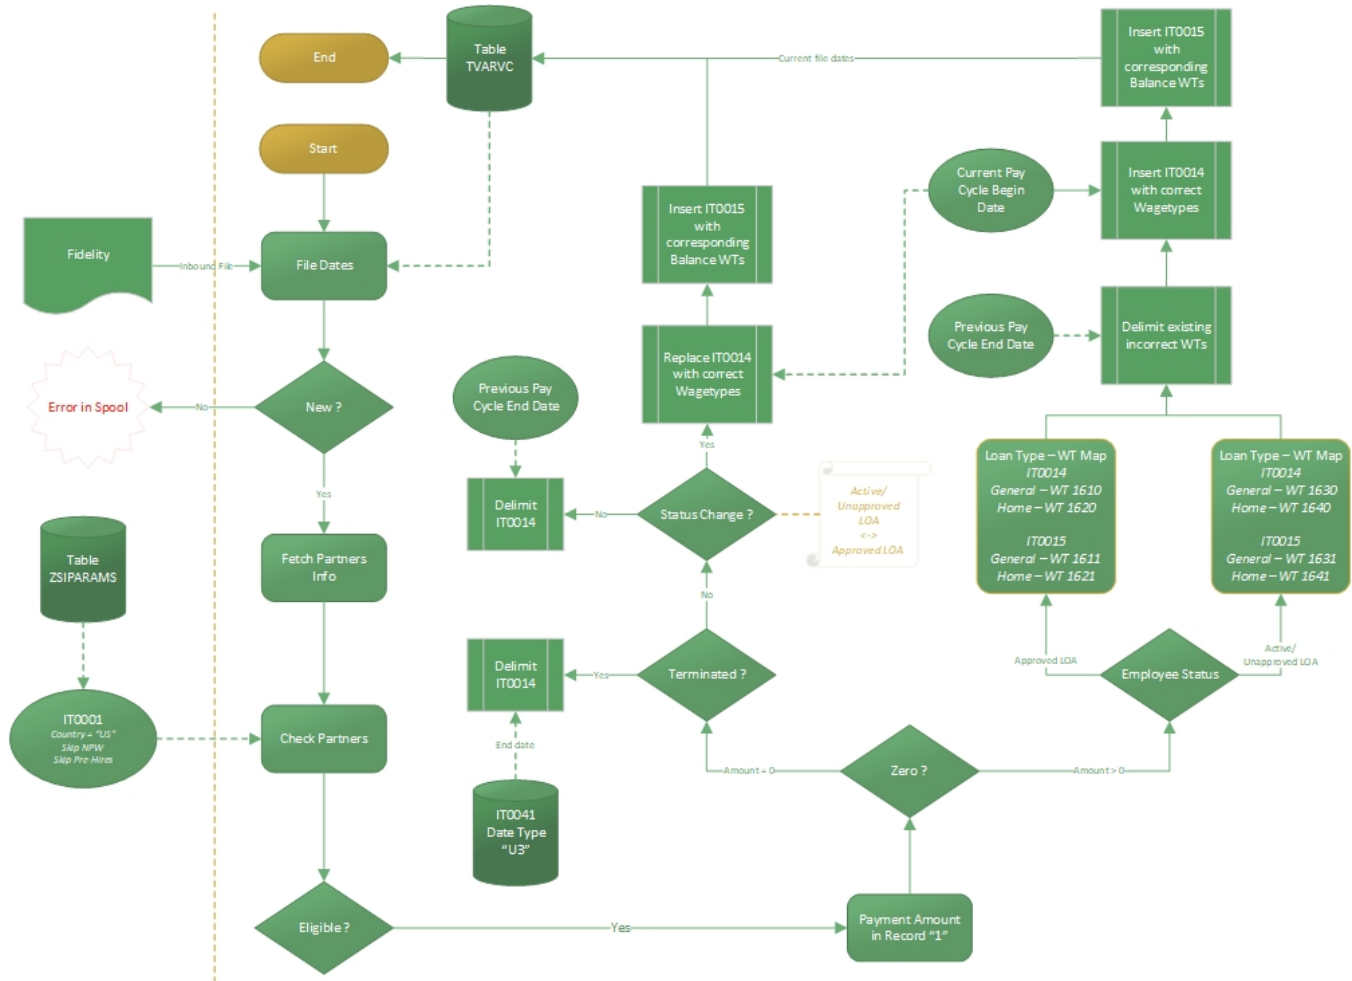 End
Table
TVARVC
Current file dates
Insert IT0015
with
corresponding
Balance WTs
Start
Current Pay
Cycle Begin
Date
Insert IT0014
with correct
Wagetypes
Insert IT0015
with
corresponding
Balance WTs
Fidelity
Inbound File
File Dates
Previous Pay
Cycle End Date
Delimit existing
incorrect WTs
Replace IT0014
with correct
Wagetypes
Error in Spool
No
New ?
Previous Pay
Cycle End Date
Yes
Yes
Loan Type – WT Map
IT0014
General – WT 1610
Home – WT 1620
IT0015
General – WT 1611
Home – WT 1621
Loan Type – WT Map
IT0014
General – WT 1630
Home – WT 1640
IT0015
General – WT 1631
Home – WT 1641
Delimit
IT0014
No
Status Change ?
Active/
Unapproved
LOA
<->
Approved LOA
Table
ZSIPARAMS
Fetch Partners
Info
No
Delimit
IT0014
Yes
Terminated ?
Approved LOA
Employee Status
Active/
Unapproved LOA
IT0001
Country = "US"
Skip NPW
Skip Pre-Hires
Check Partners
End date
Amount = 0
Zero ?
Amount > 0
IT0041
Date Type
“U3”
Eligible ?
Yes
Payment Amount
in Record “1”